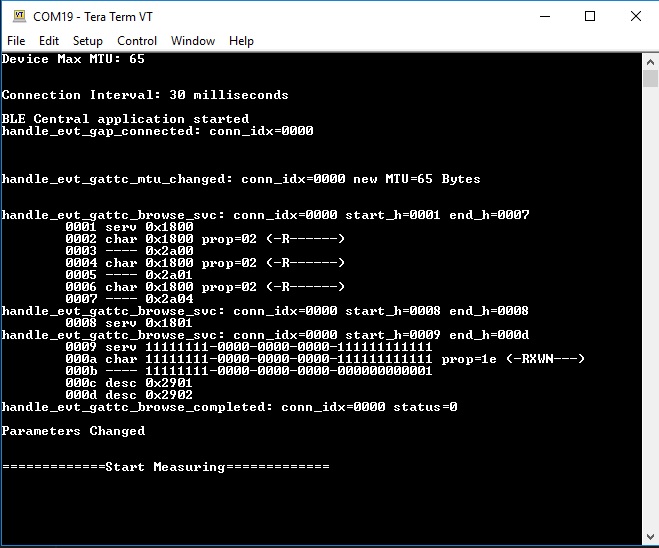 COM19 - Tera Term VT
File Edit Setup Control Window Help
Device Max MTU: 65
Connection Interval: 30 milliseconds
BLE Central application started
handle_evt_gap_connected: conn_idx=0000
handle_evt_gattc_mtu_changed: conn_idx=0000 new MTU=65 Bytes
handle_evt_gattc_browse_svc: conn_idx=0000 start_h=0001 end_h=0007
0001 serv 0x1800
0002 char 0x1800 prop=02 (-R------)
0003 ---- 0x2a00
0004 char 0x1800 prop=02 (-R------)
0005 ---- 0x2a01
0006 char 0x1800 prop=02 (-R------)
0007 ---- 0x2a04
handle_evt_gattc_browse_svc: conn_idx=0000 start_h=0008 end_h=0008
0008 serv 0x1801
handle_evt_gattc_browse_svc: conn_idx=0000 start_h=0009 end_h=000d
0009 serv 11111111-0000-0000-0000-111111111111
000a char 11111111-0000-0000-0000-111111111111 prop=1e (-RXWN---)
000b ---- 11111111-0000-0000-0000-000000000001
000c desc 0x2901
000d desc 0x2902
handle_evt_gattc_browse_completed: conn_idx=0000 status=0
Parameters Changed
=============Start Measuring=============